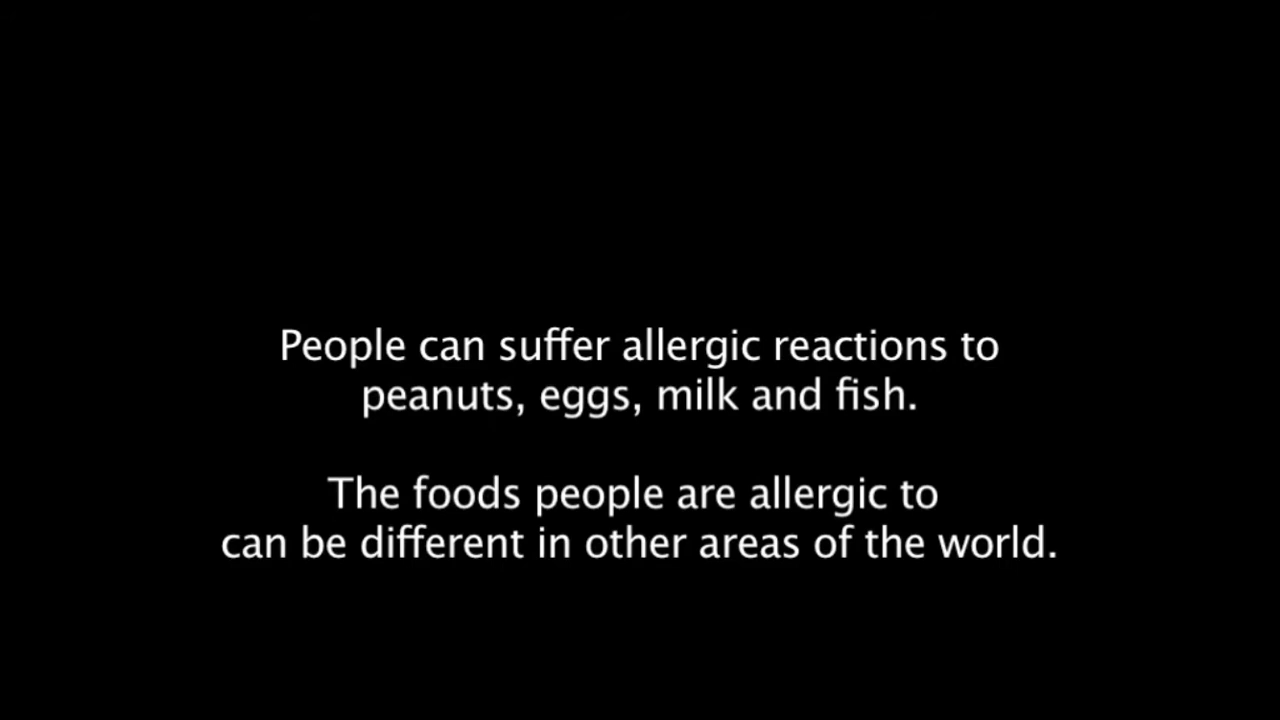 People can suffer allergic reactions to
peanuts, eggs, milk and fish.
The foods people are allergic to
can be different in other areas of the world.